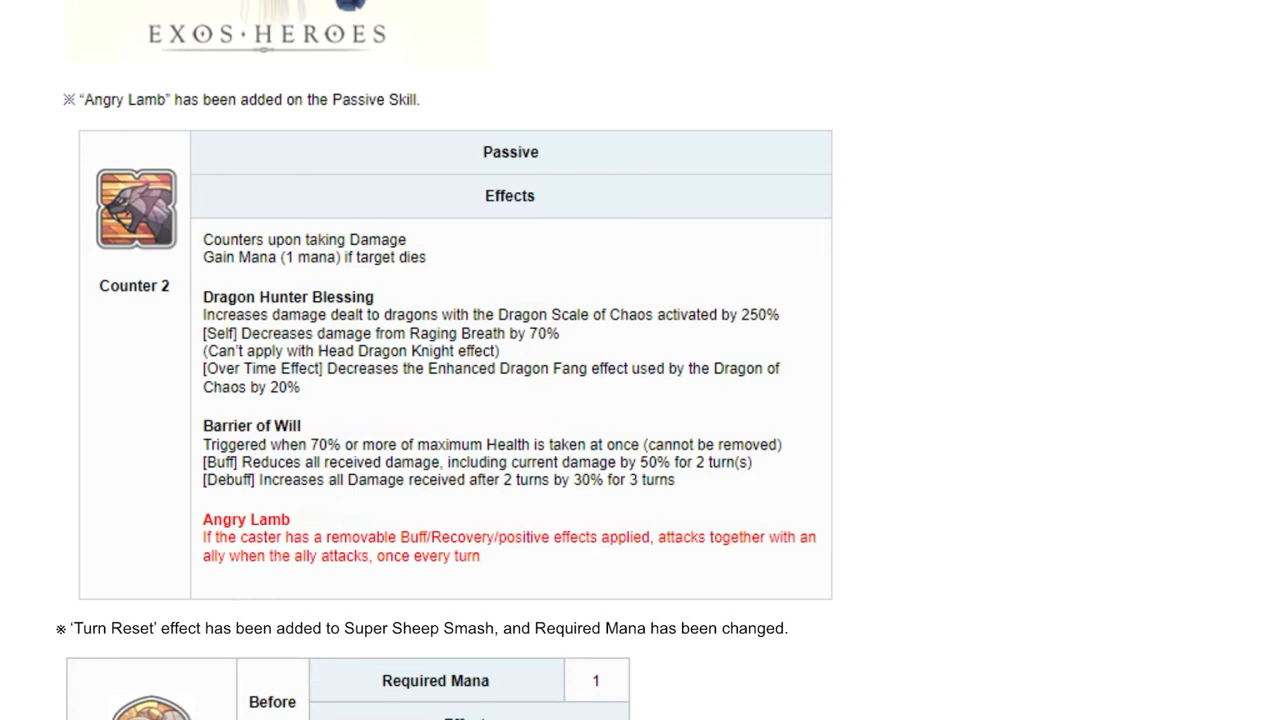 EXOS·HEROES
※ “Angry Lamb” has been added on the Passive Skill.
Passive
Effects
Counter 2
Counters upon taking Damage
Gain Mana (1 mana) if target dies
Dragon Hunter Blessing
Increases damage dealt to dragons with the Dragon Scale of Chaos activated by 250%
[Self] Decreases damage from Raging Breath by 70%
(Can't apply with Head Dragon Knight effect)
[Over Time Effect] Decreases the Enhanced Dragon Fang effect used by the Dragon of
Chaos by 20%
Barrier of Will
Triggered when 70% or more of maximum Health is taken at once (cannot be removed)
[Buff] Reduces all received damage, including current damage by 50% for 2 turn(s)
[Debuff] Increases all Damage received after 2 turns by 30% for 3 turns
Angry Lamb
If the caster has a removable Buff/Recovery/positive effects applied, attacks together with an
ally when the ally attacks, once every turn
※ ‘Turn Reset’ effect has been added to Super Sheep Smash, and Required Mana has been changed.
Before
Required Mana
1